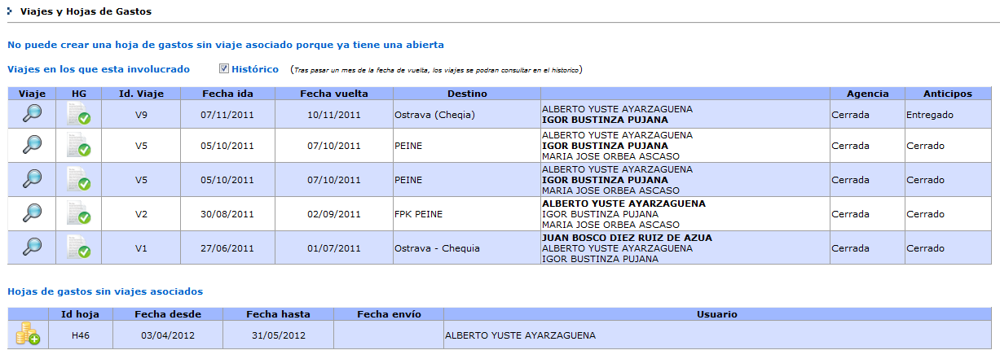 Viajes y Hojas de Gastos
No puede crear una hoja de gastos sin viaje asociado porque ya tiene una abierta
Viajes en los que esta involucrado Histórico (Tras pasar un mes de la fecha de vuelta, los viajes se podran consultar en el historico)
Viaje HG Id. Viaje Fecha ida Fecha vuelta Destino Agencia Anticipos
V9 07/11/2011 10/11/2011 Ostrava (Cheqia) ALBERTO YUSTE AYARZAGUENA Cerrada Entregado
IGOR BUSTINZA PUJANA
ALBERTO YUSTE AYARZAGUENA
V5 05/10/2011 07/10/2011 PEINE IGOR BUSTINZA PUJANA Cerrada Cerrado
MARIA JOSE ORBEA ASCASO
ALBERTO YUSTE AYARZAGUENA
V5 05/10/2011 07/10/2011 PEINE IGOR BUSTINZA PUJANA Cerrada Cerrado
MARIA JOSE ORBEA ASCASO
ALBERTO YUSTE AYARZAGUENA
V2 30/08/2011 02/09/2011 FPK PEINE IGOR BUSTINZA PUJANA Cerrada Cerrado
MARIA JOSE ORBEA ASCASO
JUAN BOSCO DIEZ RUIZ DE AZUA
V1 27/06/2011 01/07/2011 Ostrava - Chequia ALBERTO YUSTE AYARZAGUENA Cerrada Cerrado
IGOR BUSTINZA PUJANA
Hojas de gastos sin viajes asociados
Id hoja Fecha desde Fecha hasta Fecha envío Usuario
H46 03/04/2012 31/05/2012 ALBERTO YUSTE AYARZAGUENA